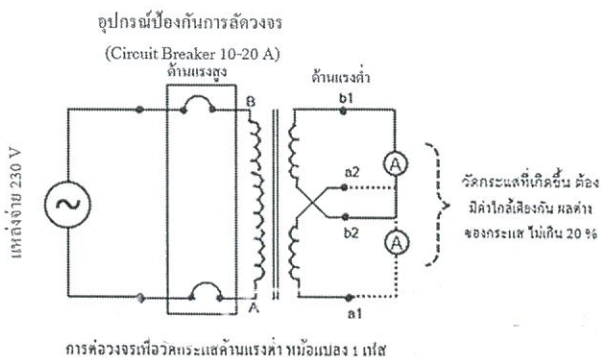 อุปกรณ์ป้องกันการลัดวงจร
(Circuit Breaker 10-20 A)
ด้านแรงสูง
ด้านแรงต่ำ
B
b1
A
a2
แหล่งจ่าย 230 V
b2
A
วัดกระแสที่เกิดขึ้น ต้อง
มีค่าใกล้เคียงกัน ผลต่าง
ของกระแส ไม่เกิน 20 %
A
a1
การต่อวงจรเพื่อวัดกระแสด้านแรงต่ำ หม้อแปลง 1 เฟส